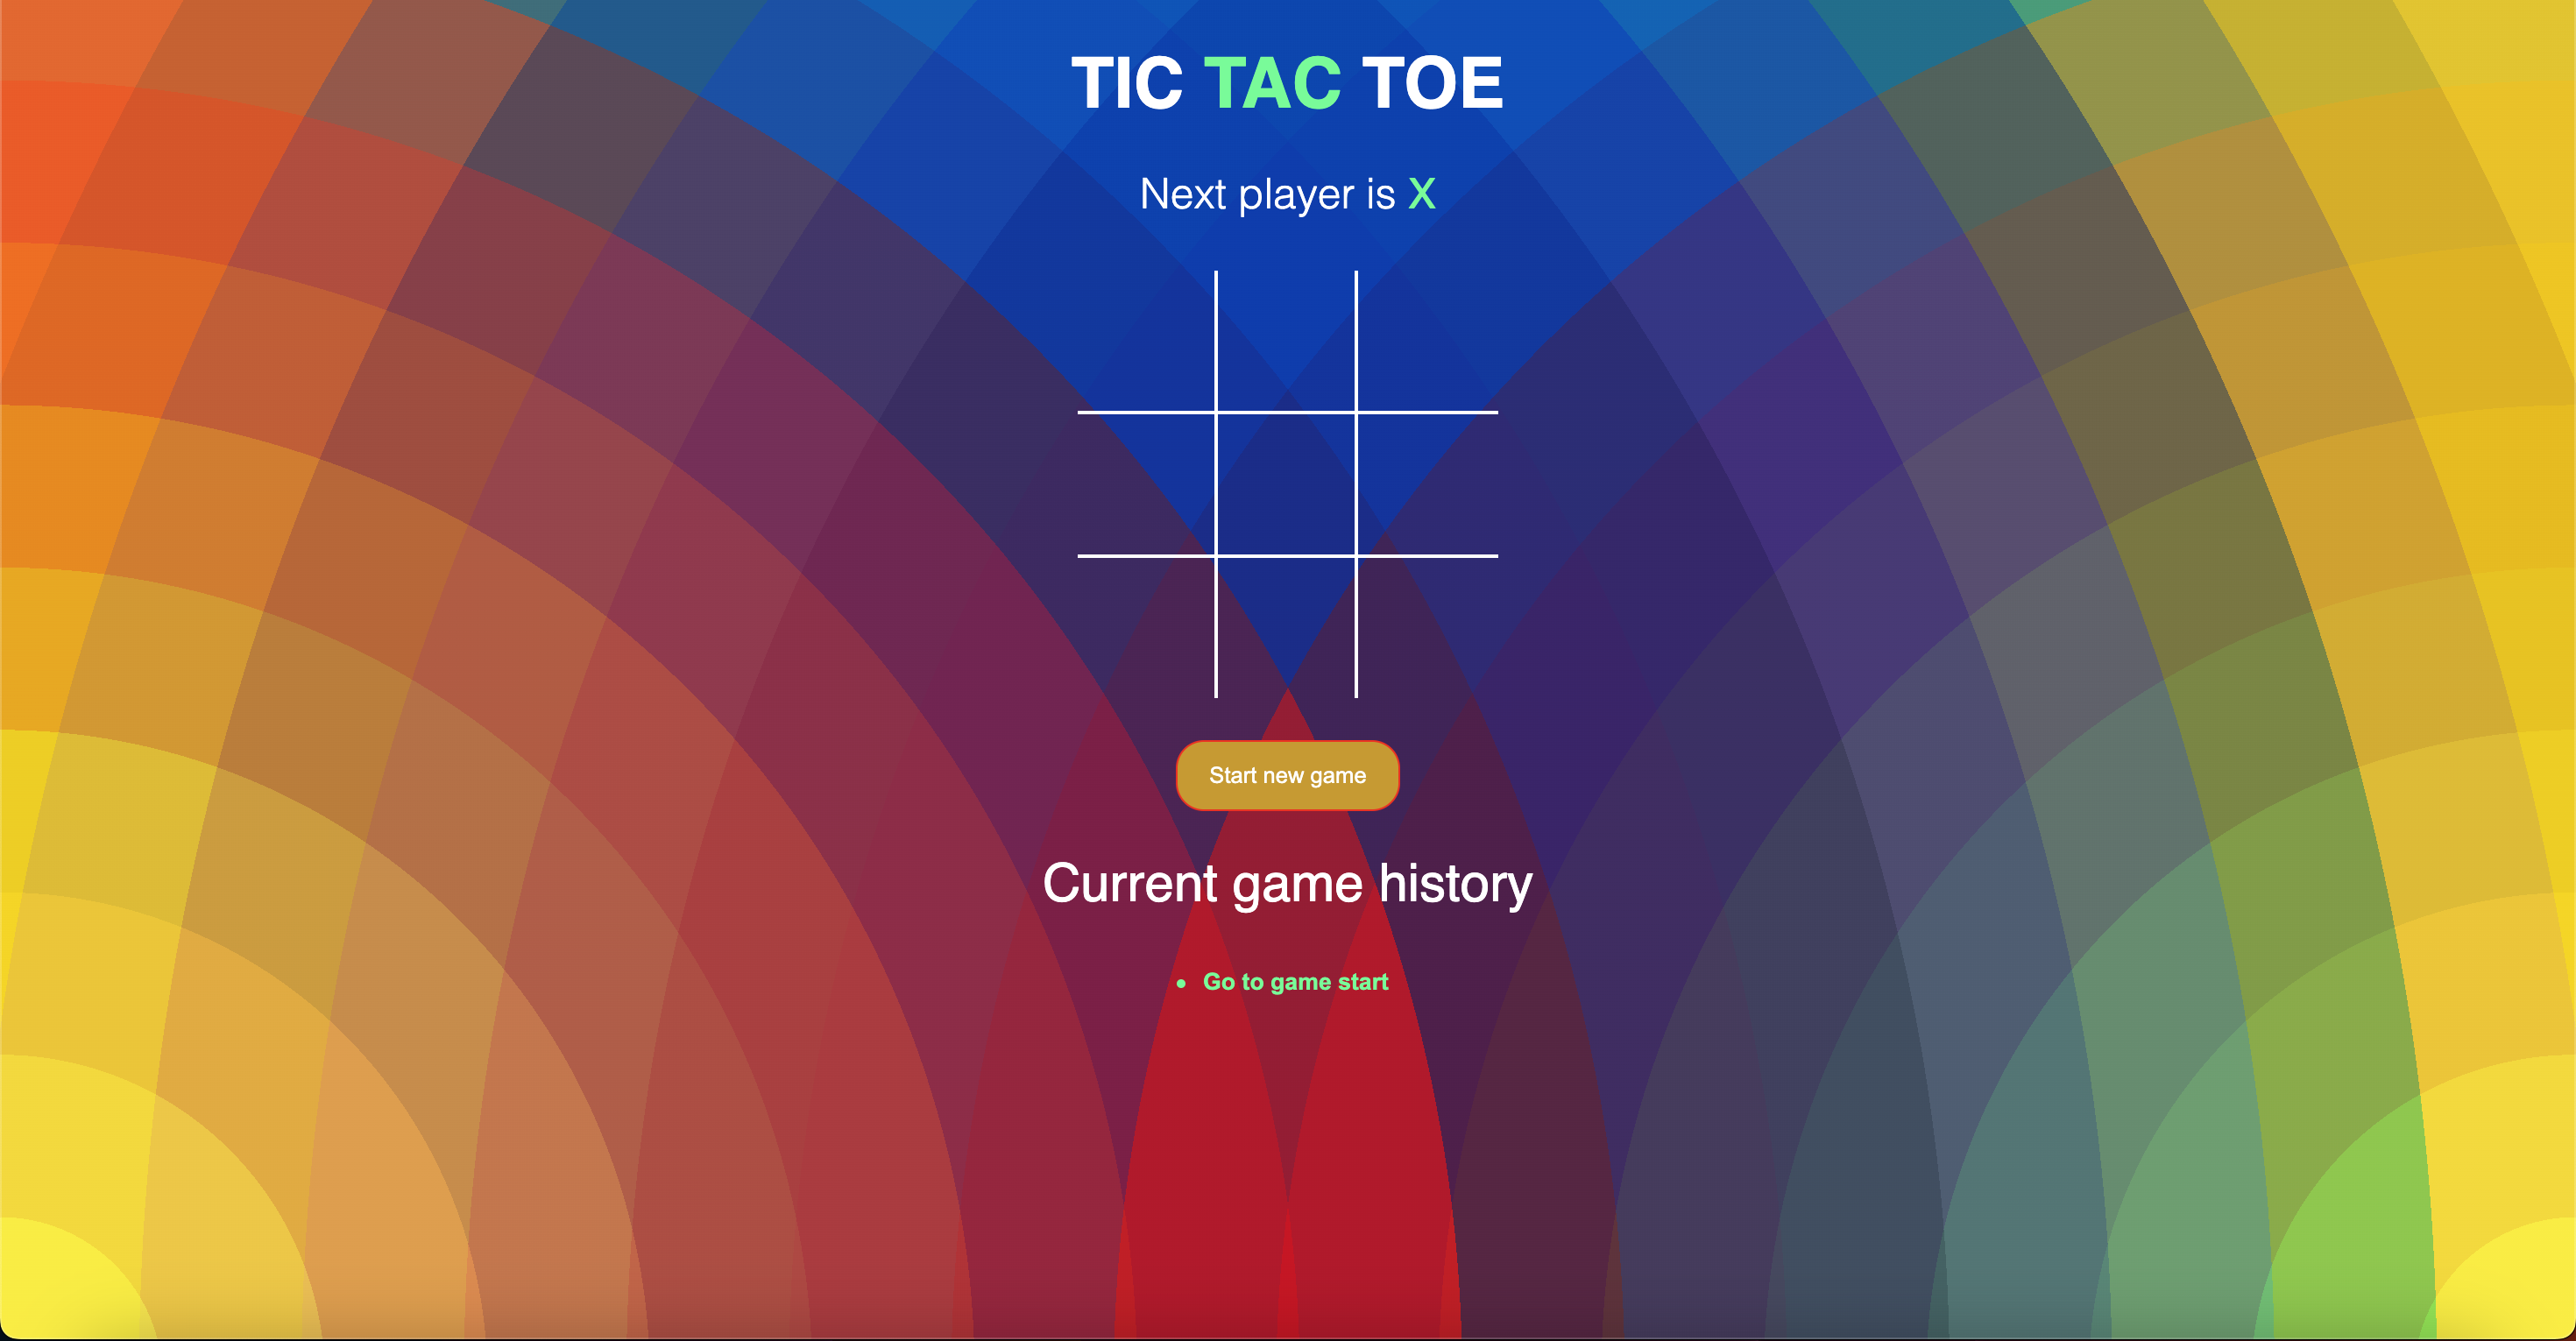 TIC TAC TOE
Next player is X
Start new game
Current game history
• Go to game start